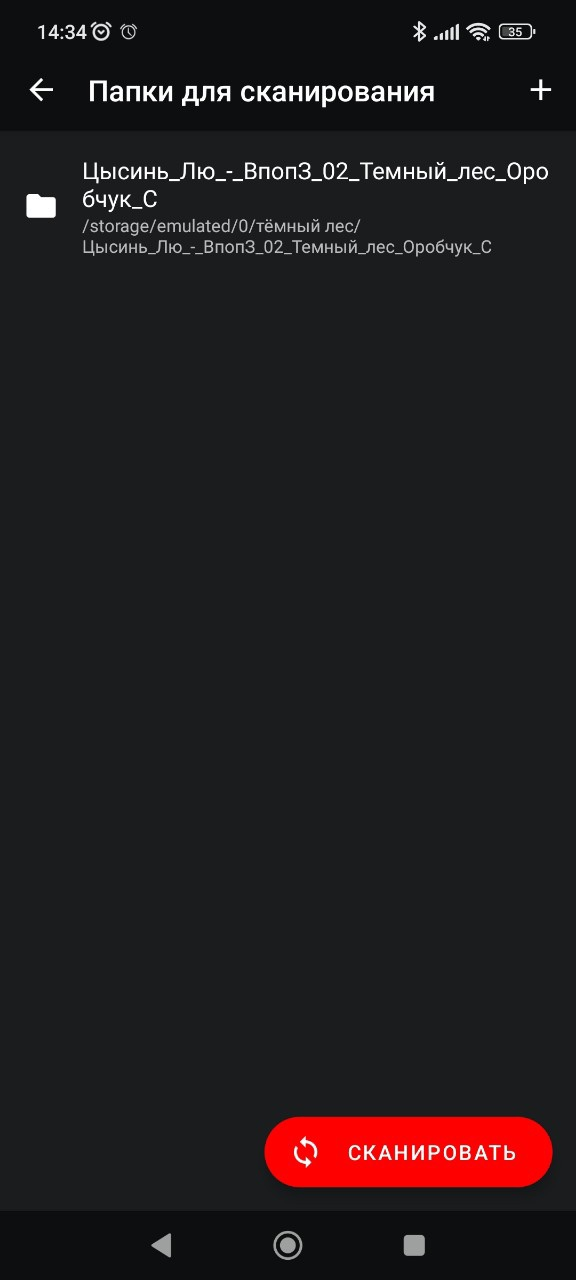 14:34
35
Папки для сканирования
Цысинь_Лю_-_ВпопЗ_02_Темный_лес_Оро
бчук_С
/storage/emulated/0/тёмный лес/
Цысинь_Лю_-_ВпопЗ_02_Темный_лес_Оробчук_С
СКАНИРОВАТЬ